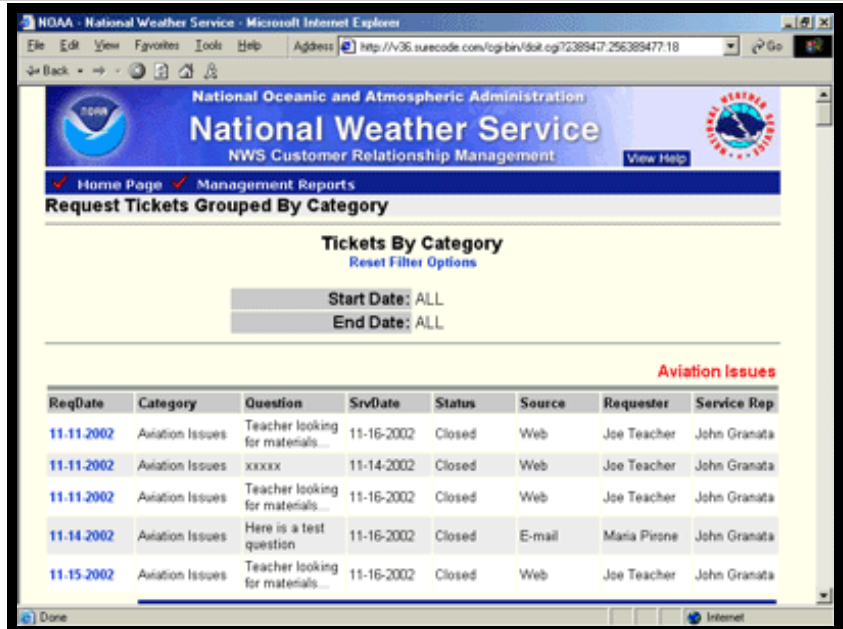 NOAA - National Weather Service - Microsoft Internet Explorer
File Edit View Favorites Tools Help Address http://v36.surecode.com/cgi-bin/doit.cgi?2389477:256389477:18 Go
Back
National Oceanic and Atmospheric Administration
NOAA National Weather Service
NWS Customer Relationship Management View Help
Home Page Management Reports
Request Tickets Grouped By Category
Tickets By Category
Reset Filter Options
Start Date: ALL
End Date: ALL
Aviation Issues
ReqDate Category Question SrvDate Status Source Requester Service Rep
11-11-2002 Aviation Issues Teacher looking for materials... 11-16-2002 Closed Web Joe Teacher John Granata
11-11-2002 Aviation Issues xxxxx 11-14-2002 Closed Web Joe Teacher John Granata
11-11-2002 Aviation Issues Teacher looking for materials... 11-16-2002 Closed Web Joe Teacher John Granata
11-14-2002 Aviation Issues Here is a test question 11-16-2002 Closed E-mail Maria Pirone John Granata
11-15-2002 Aviation Issues Teacher looking for materials... 11-16-2002 Closed Web Joe Teacher John Granata
Done Internet